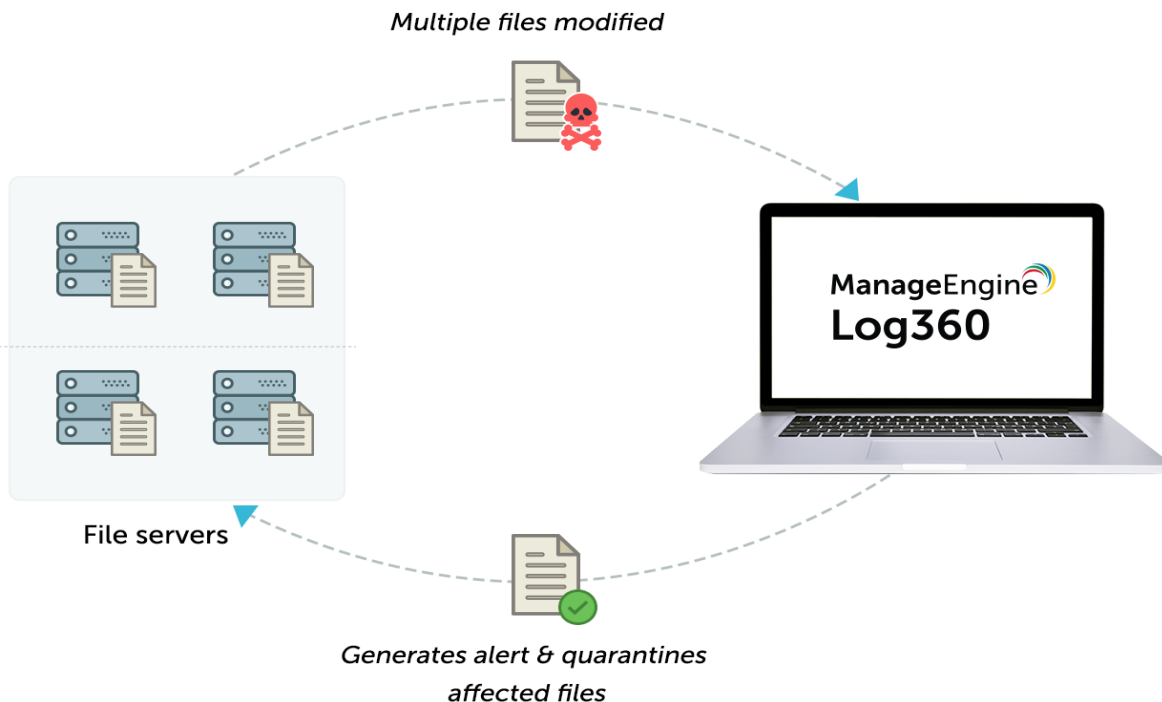 Multiple files modified
ManageEngine
Log360
File servers
Generates alert & quarantines
affected files